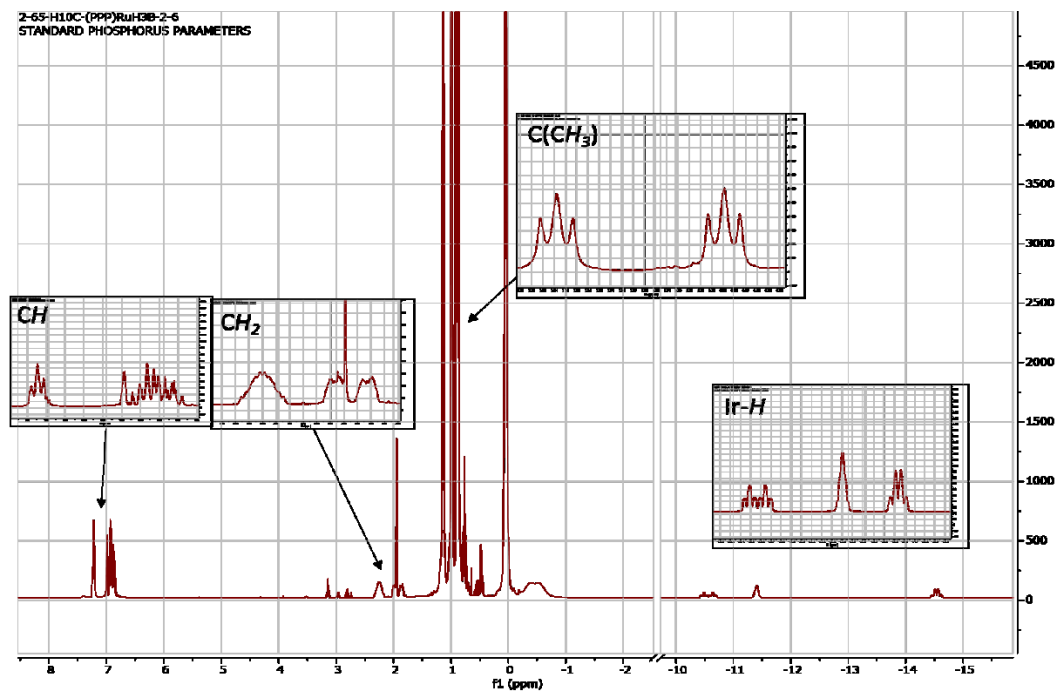 2-65-H10C-(PPP)RuH3B-2-6
STANDARD PHOSPHORUS PARAMETERS
C(CH3)
CH
CH2
Ir-H
4500
4000
3500
3000
2500
2000
1500
1000
500
0
8 7 6 5 4 3 2 1 0 -1 -2 -10 -11 -12 -13 -14 -15
f1 (ppm)